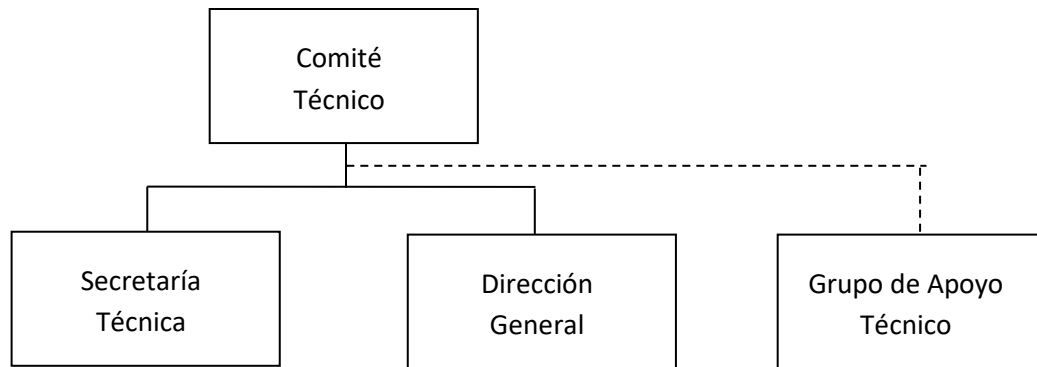 Comité
Técnico
Secretaría
Técnica
Dirección
General
Grupo de Apoyo
Técnico